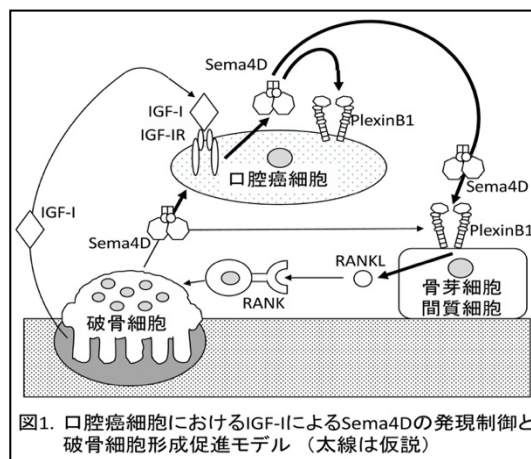 Sema4D
IGF-I
IGF-IR
PlexinB1
口腔癌細胞
Sema4D
IGF-I
Sema4D
PlexinB1
RANKL
RANK
骨芽細胞
間質細胞
破骨細胞
図1. 口腔癌細胞におけるIGF-IによるSema4Dの発現制御と
破骨細胞形成促進モデル （太線は仮説）